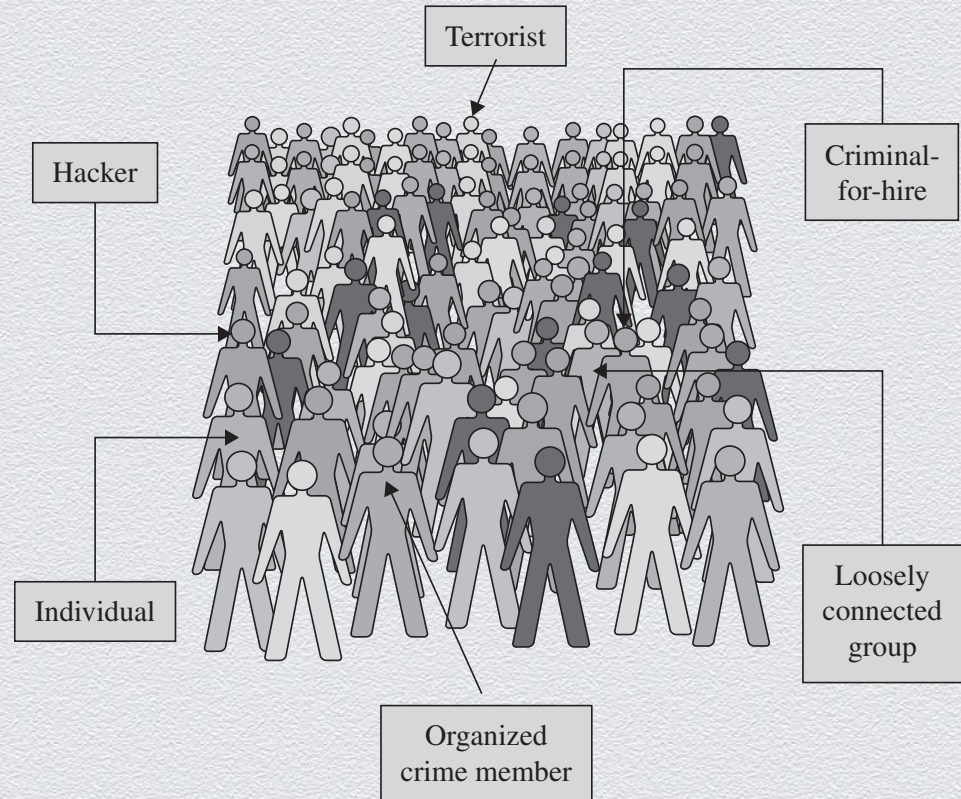 Terrorist
Hacker
Criminal-
for-hire
Individual
Loosely
connected
group
Organized
crime member